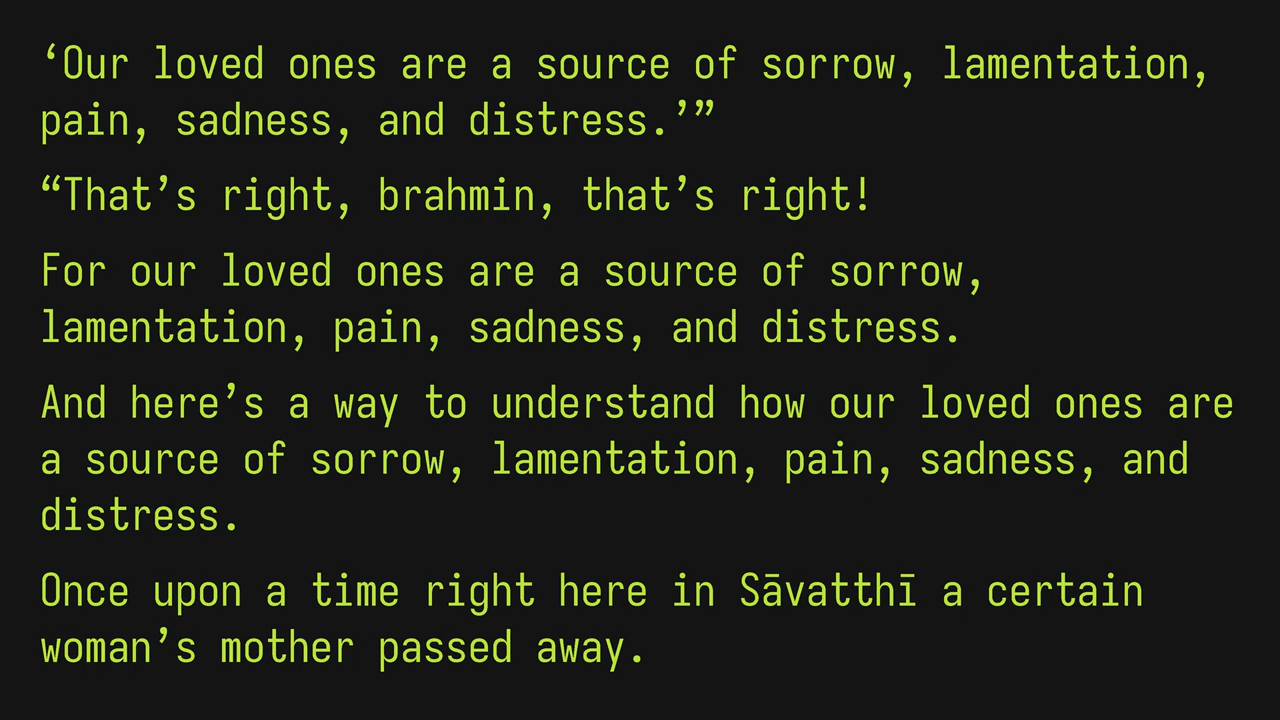 ‘Our loved ones are a source of sorrow, lamentation,
pain, sadness, and distress.’”
“That’s right, brahmin, that’s right!
For our loved ones are a source of sorrow,
lamentation, pain, sadness, and distress.
And here’s a way to understand how our loved ones are
a source of sorrow, lamentation, pain, sadness, and
distress.
Once upon a time right here in Sāvatthī a certain
woman’s mother passed away.